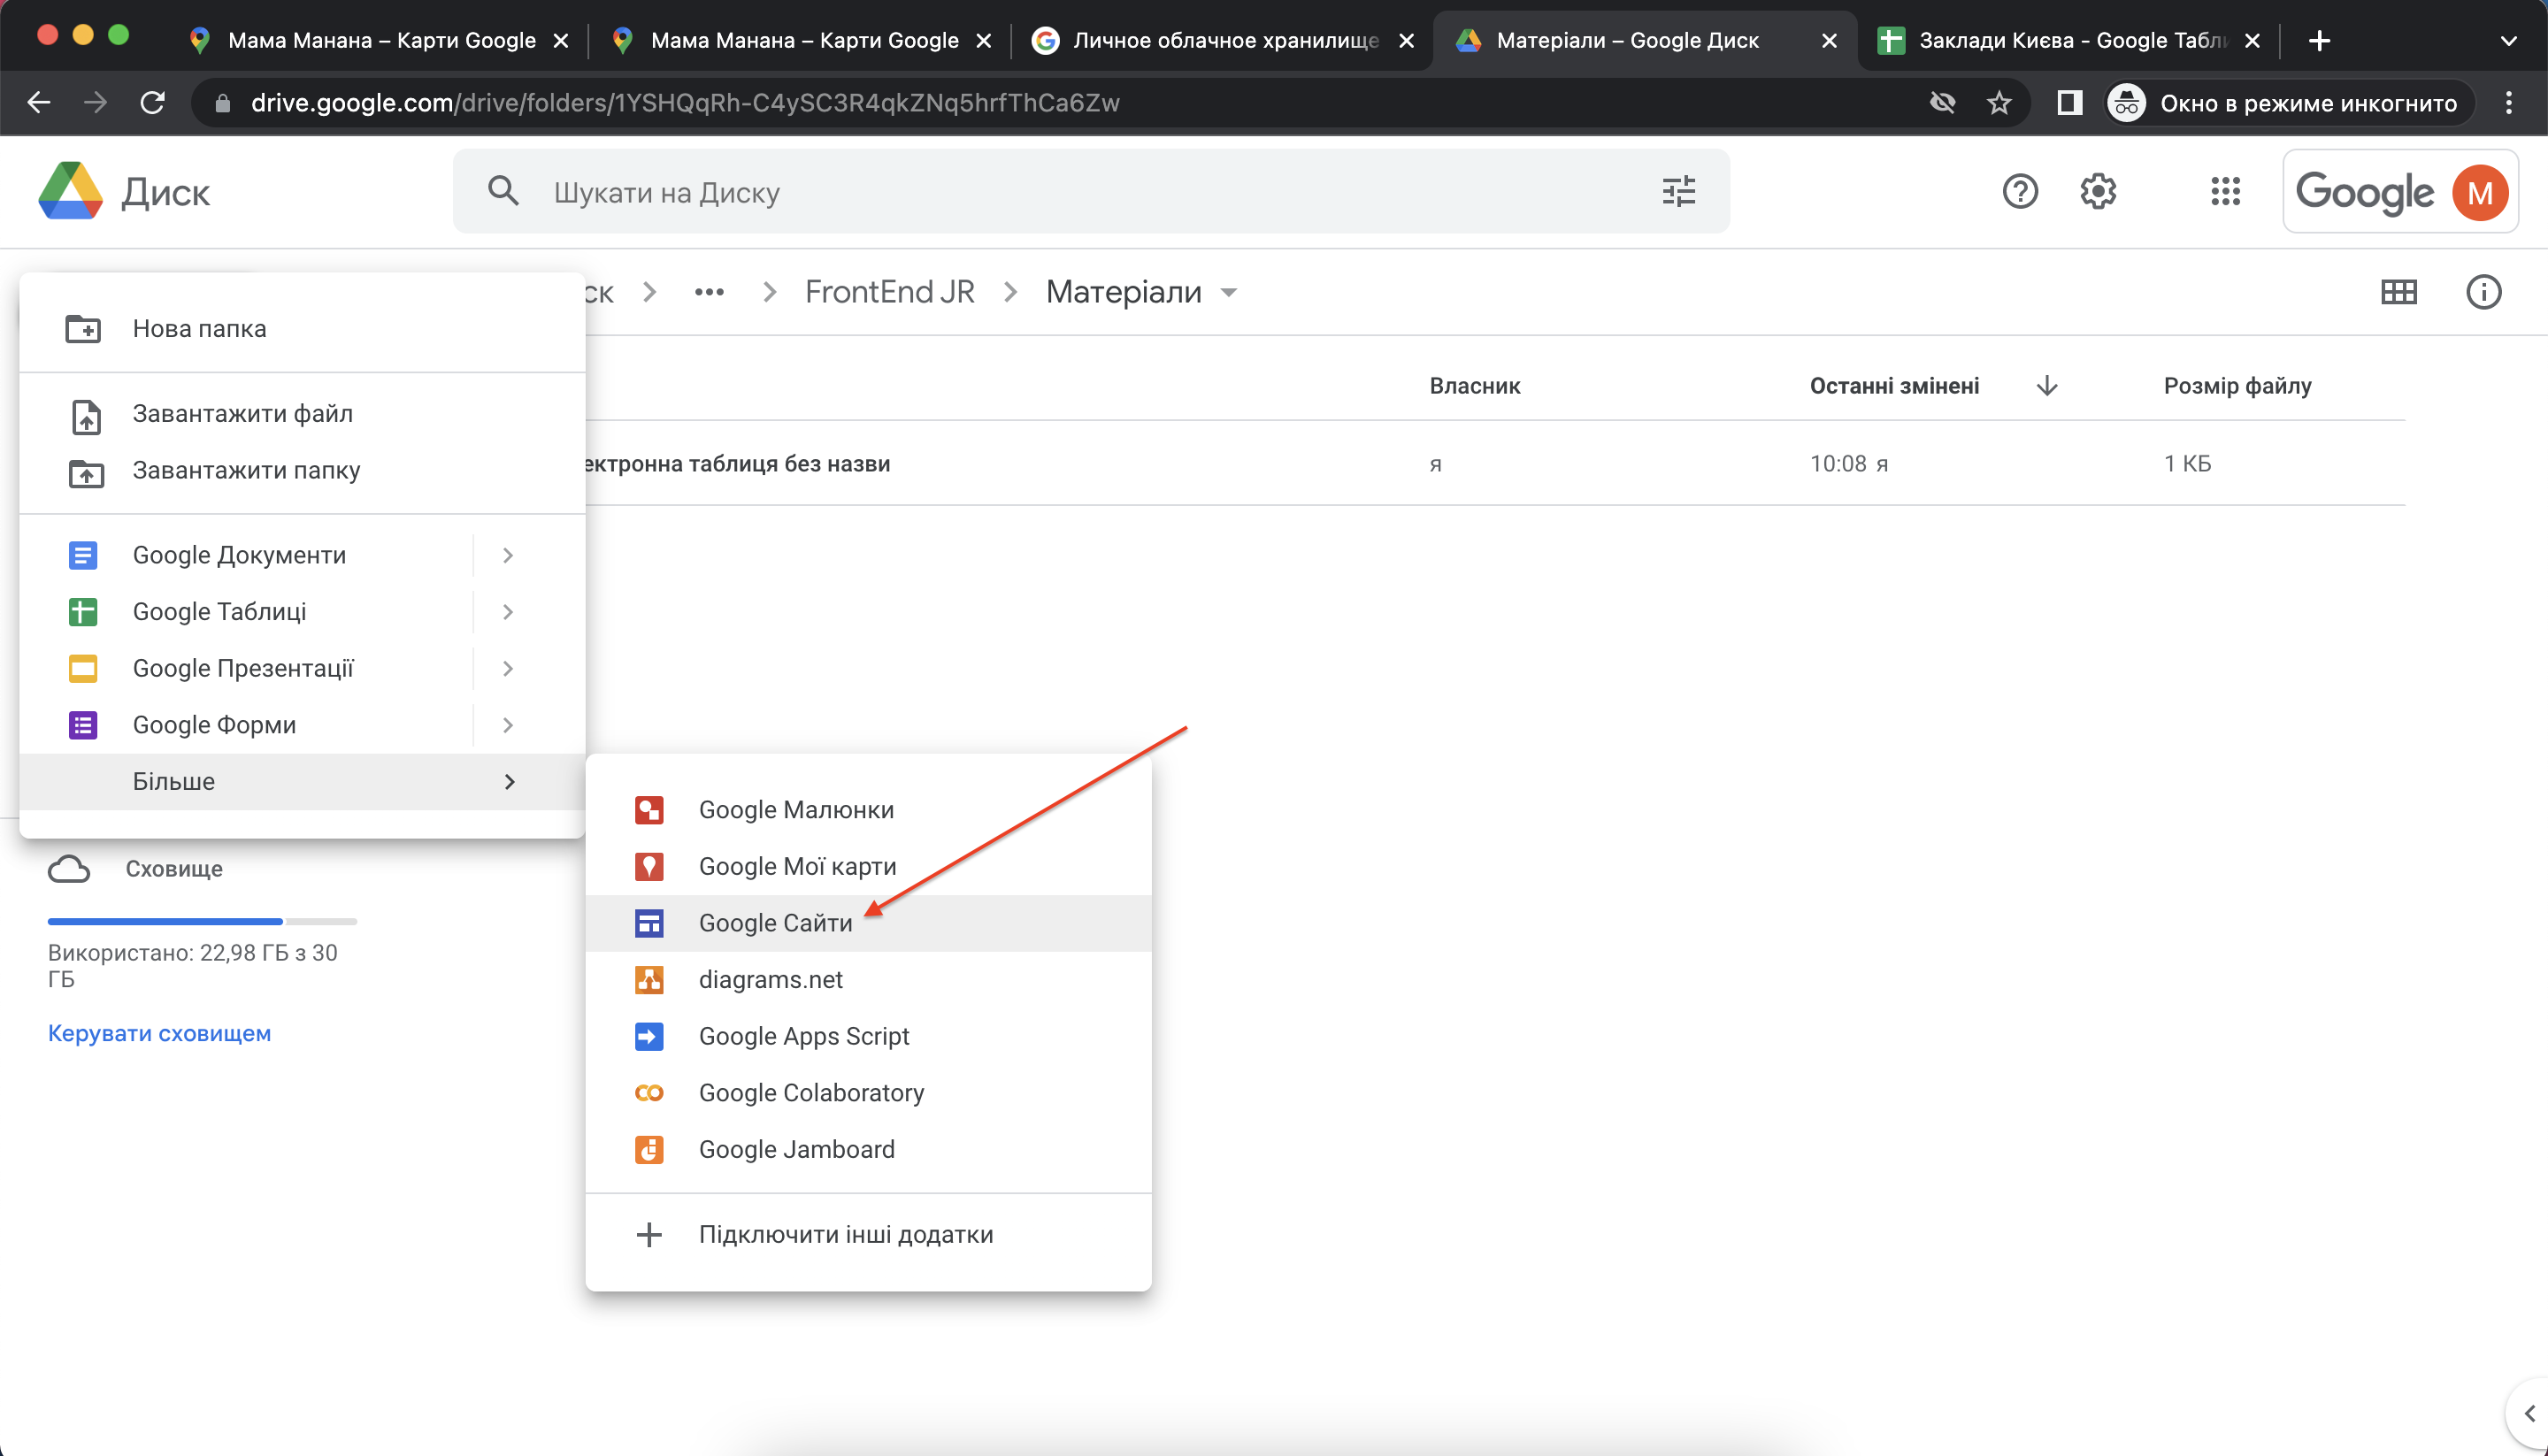 Мама Манана – Карти Google
Мама Манана – Карти Google
Личное облачное хранилище
Матеріали – Google Диск
Заклади Києва - Google Табли
drive.google.com/drive/folders/1YSHQqRh-C4ySC3R4qkZNq5hrfThCa6Zw
Окно в режиме инкогнито
Диск
Шукати на Диску
Google
М
ск
FrontEnd JR
Матеріали
Нова папка
Завантажити файл
Завантажити папку
Google Документи
Google Таблиці
Google Презентації
Google Форми
Більше
Власник
Останні змінені
Розмір файлу
ектронна таблиця без назви
я
10:08 я
1 КБ
Google Малюнки
Google Мої карти
Google Сайти
diagrams.net
Google Apps Script
Google Colaboratory
Google Jamboard
Підключити інші додатки
Сховище
Використано: 22,98 ГБ з 30
ГБ
Керувати сховищем